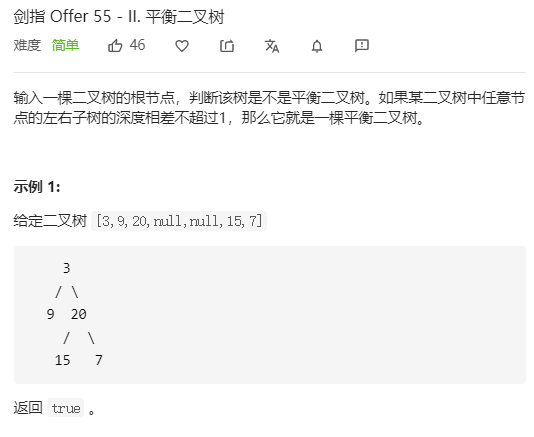 剑指 Offer 55 - II. 平衡二叉树
难度 简单 46
输入一棵二叉树的根节点，判断该树是不是平衡二叉树。如果某二叉树中任意节
点的左右子树的深度相差不超过1，那么它就是一棵平衡二叉树。
示例 1:
给定二叉树 [3,9,20,null,null,15,7]
3
/ \
9 20
/ \
15 7
返回 true 。